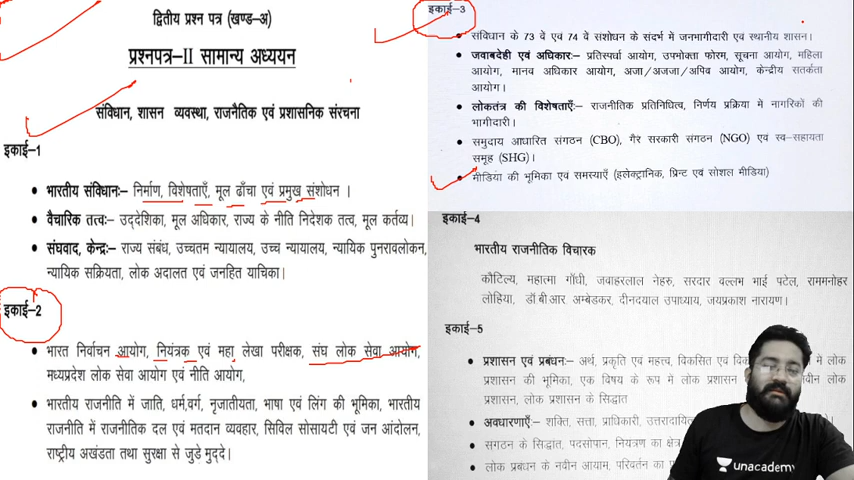 द्वितीय प्रश्न पत्र (खण्ड–अ)
प्रश्नपत्र–II सामान्य अध्ययन
संविधान, शासन व्यवस्था, राजनैतिक एवं प्रशासनिक संरचना
इकाई–1
• भारतीय संविधानः– निर्माण, विशेषताएँ, मूल ढाँचा एवं प्रमुख संशोधन ।
• वैचारिक तत्वः– उद्देशिका, मूल अधिकार, राज्य के नीति निदेशक तत्व, मूल कर्तव्य।
• संघवाद, केन्द्रः– राज्य संबंध, उच्चतम न्यायालय, उच्च न्यायालय, न्यायिक पुनरावलोकन,
न्यायिक सक्रियता, लोक अदालत एवं जनहित याचिका।
इकाई–2
• भारत निर्वाचन आयोग, नियंत्रक एवं महा लेखा परीक्षक, संघ लोक सेवा आयोग,
मध्यप्रदेश लोक सेवा आयोग एवं नीति आयोग,
• भारतीय राजनीति में जाति, धर्म,वर्ग, नृजातीयता, भाषा एवं लिंग की भूमिका, भारतीय
राजनीति में राजनीतिक दल एवं मतदान व्यवहार, सिविल सोसायटी एवं जन आंदोलन,
राष्ट्रीय अखंडता तथा सुरक्षा से जुडे मुद्दे।
इकाई–3
• संविधान के 73 वे एवं 74 वे संशोधन के संदर्भ में जनभागीदारी एवं स्थानीय शासन।
• जवाबदेही एवं अधिकारः– प्रतिस्पर्धा आयोग, उपभोक्ता फोरम, सूचना आयोग, महिला
आयोग, मानव अधिकार आयोग, अजा/अजजा/अपिव आयोग, केन्द्रीय सतर्कता
आयोग।
• लोकतंत्र की विशेषताएँः– राजनीतिक प्रतिनिधित्व, निर्णय प्रक्रिया में नागरिकों की
भागीदारी।
• समुदाय आधारित संगठन (CBO), गैर सरकारी संगठन (NGO) एवं स्व–सहायता
समूह (SHG)।
• मीडिया की भूमिका एवं समस्याएँ (इलेक्ट्रानिक, प्रिन्ट एवं सोशल मीडिया)
इकाई–4
भारतीय राजनीतिक विचारक
कौटिल्य, महात्मा गाँधी, जवाहरलाल नेहरु, सरदार वल्लभ भाई पटेल, राममनोहर
लोहिया, डॉ.बी.आर अम्बेडकर, दीनदयाल उपाध्याय, जयप्रकाश नारायण।
इकाई–5
• प्रशासन एवं प्रबंधनः– अर्थ, प्रकृति एवं महत्त्व, विकसित एवं में लोक
प्रशासन की भूमिका, एक विषय के रूप में लोक प्रशासन लोक
प्रशासन, लोक प्रशासन के सिद्धांत
• अवधारणाएँः– शक्ति, सत्ता, प्राधिकारी,
• संगठन के सिद्धांत, पदसोपान, नियंत्रण का क्षेत्र
• लोक प्रबंधन के नवीन आयाम, परिवर्तन का
unacademy